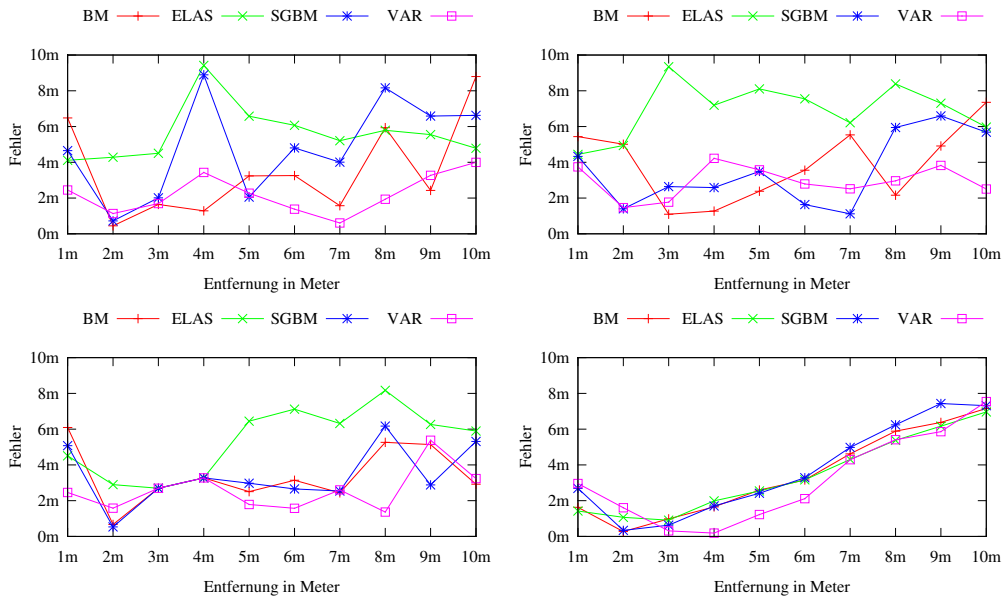 BM ELAS SGBM VAR
10m
8m
6m
4m
2m
0m
Fehler
1m 2m 3m 4m 5m 6m 7m 8m 9m 10m
Entfernung in Meter
BM ELAS SGBM VAR
10m
8m
6m
4m
2m
0m
Fehler
1m 2m 3m 4m 5m 6m 7m 8m 9m 10m
Entfernung in Meter
BM ELAS SGBM VAR
10m
8m
6m
4m
2m
0m
Fehler
1m 2m 3m 4m 5m 6m 7m 8m 9m 10m
Entfernung in Meter
BM ELAS SGBM VAR
10m
8m
6m
4m
2m
0m
Fehler
1m 2m 3m 4m 5m 6m 7m 8m 9m 10m
Entfernung in Meter